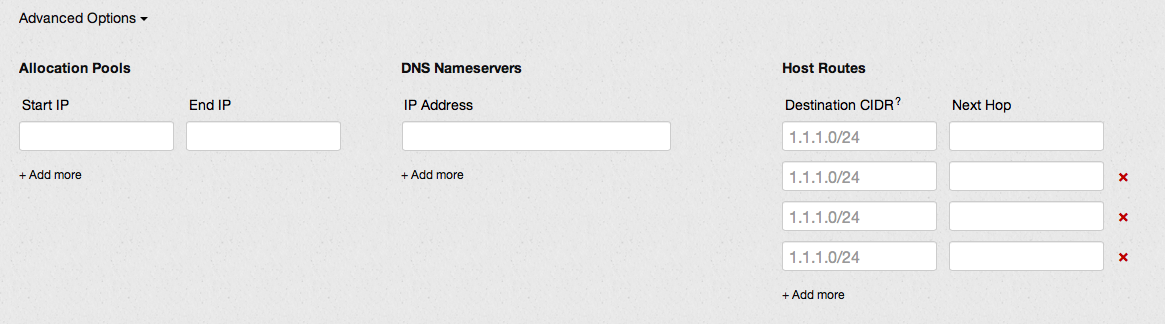 Advanced Options
Allocation Pools
DNS Nameservers
Host Routes
Start IP
End IP
IP Address
Destination CIDR?
Next Hop
1.1.1.0/24
+ Add more
+ Add more
1.1.1.0/24
1.1.1.0/24
1.1.1.0/24
+ Add more